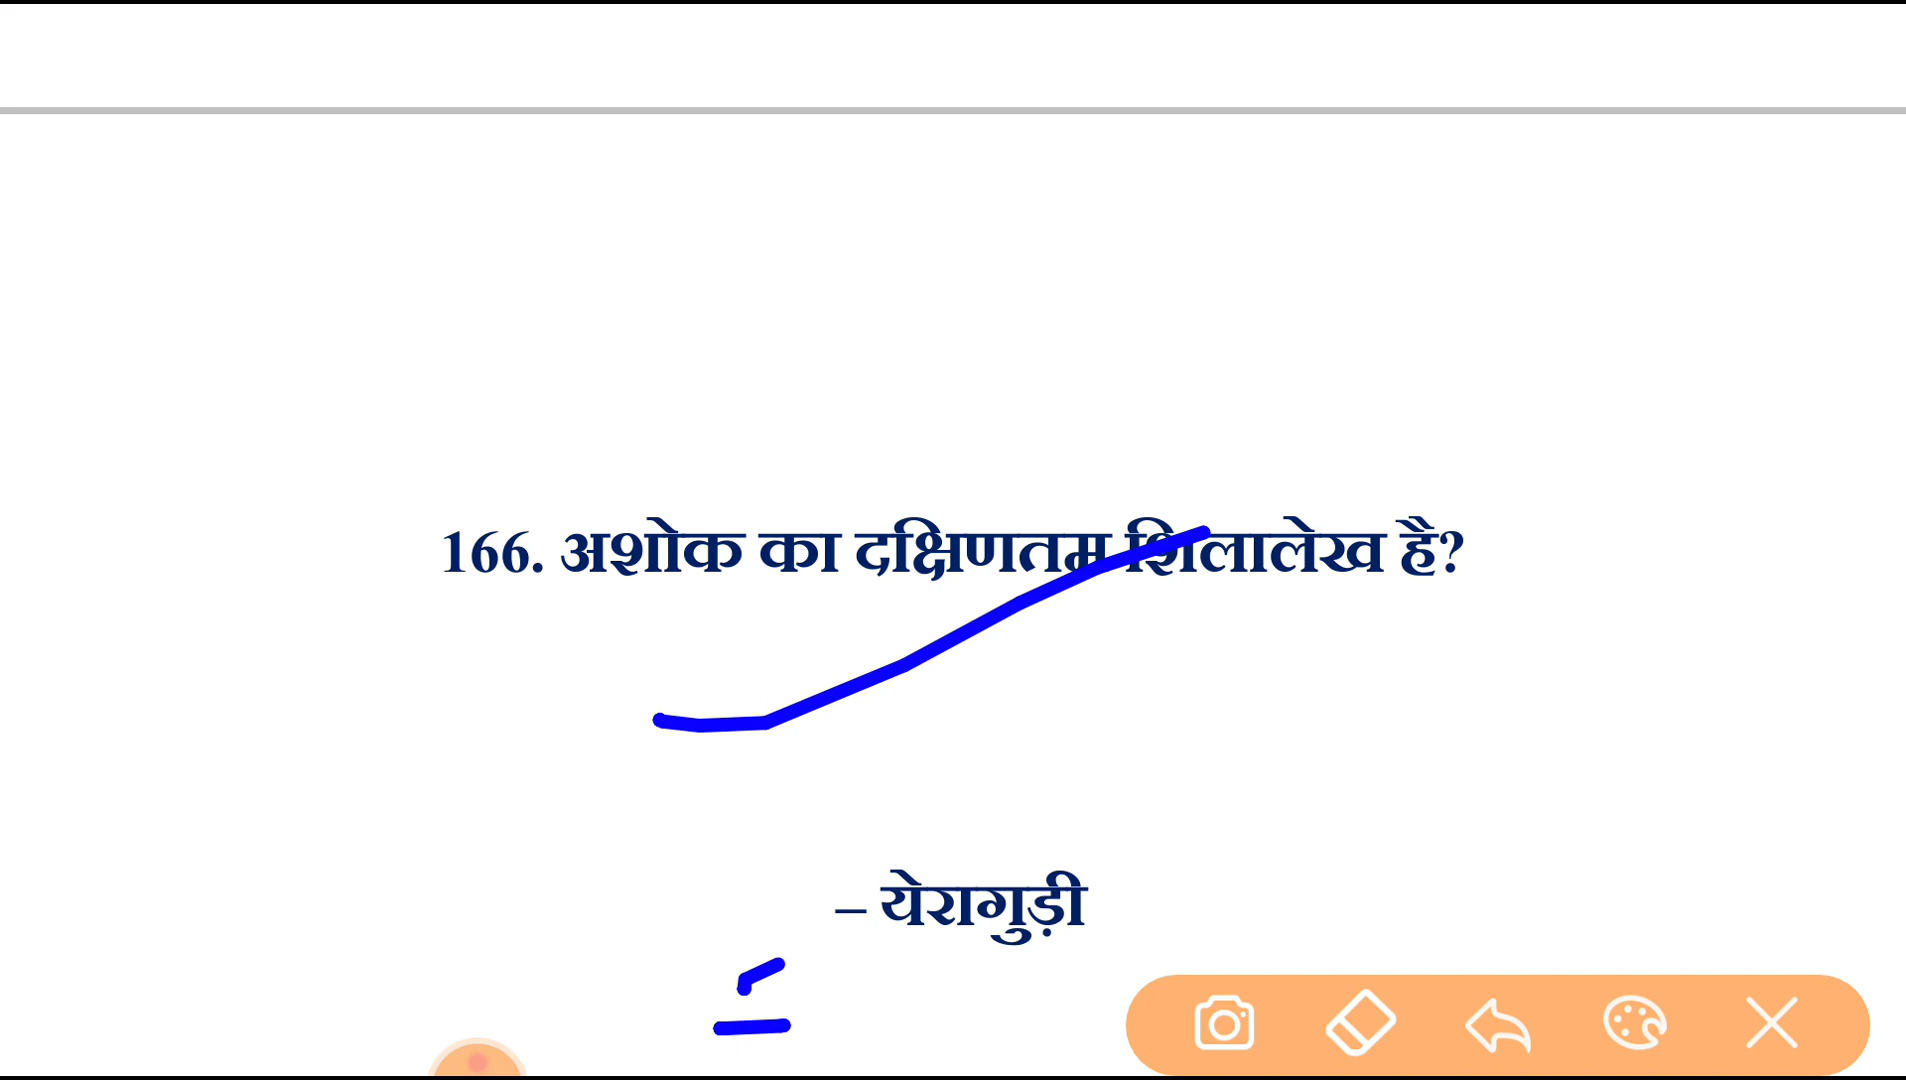 166. अशोक का दक्षिणतम शिलालेख है?
– येरागुड़ी